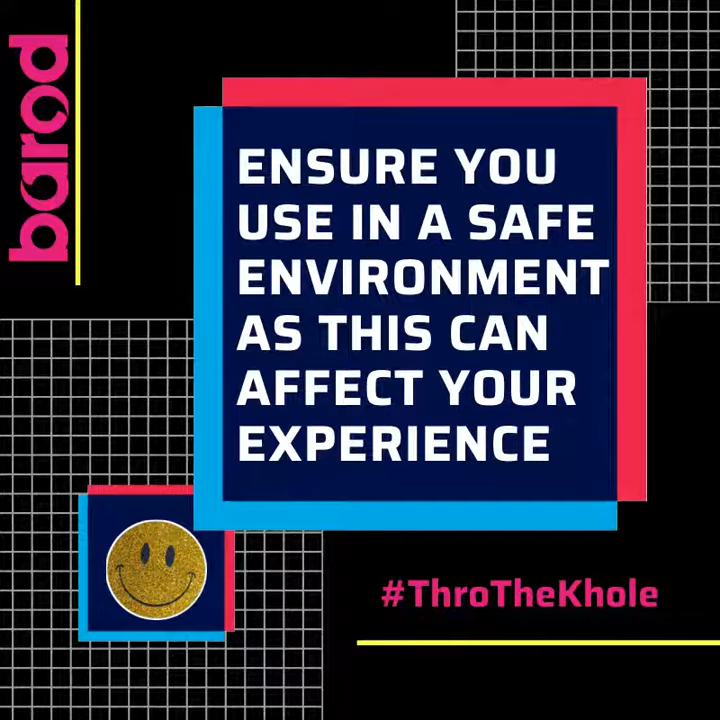 barod
ENSURE YOU
USE IN A SAFE
ENVIRONMENT
AS THIS CAN
AFFECT YOUR
EXPERIENCE
#ThroTheKhole